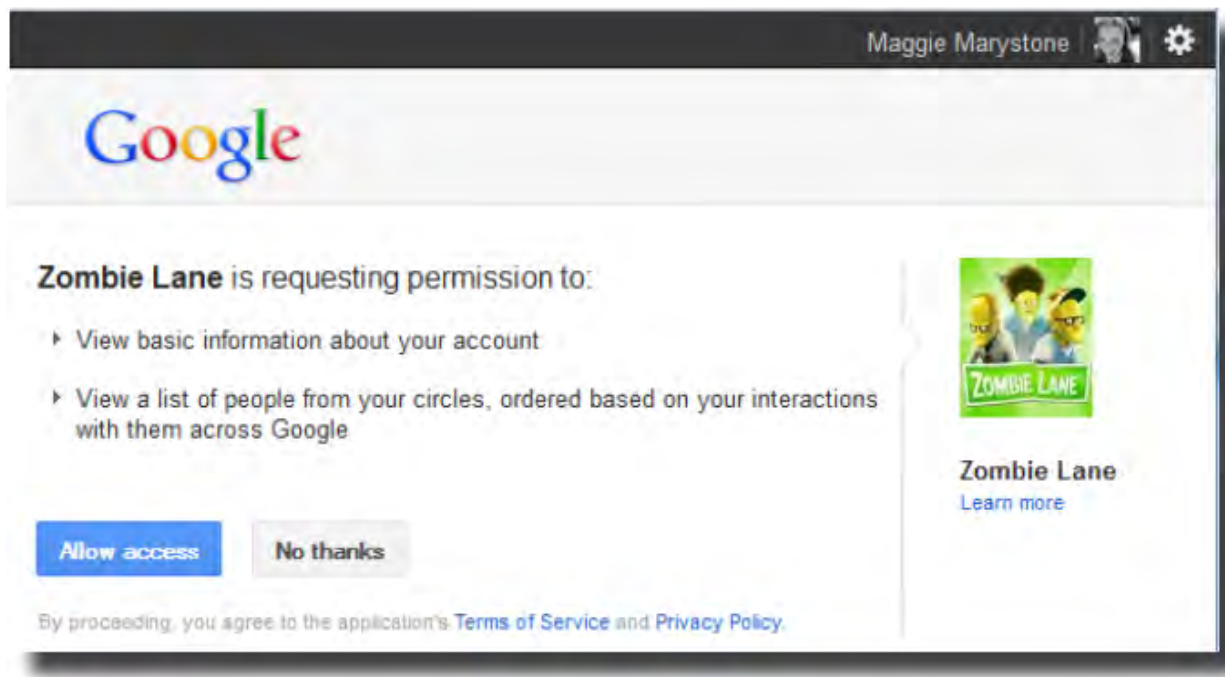 Maggie Marystone
Google
Zombie Lane is requesting permission to:
View basic information about your account
View a list of people from your circles, ordered based on your interactions
with them across Google
ZOMBIE LANE
Zombie Lane
Learn more
Allow access
No thanks
By proceeding, you agree to the application's Terms of Service and Privacy Policy.